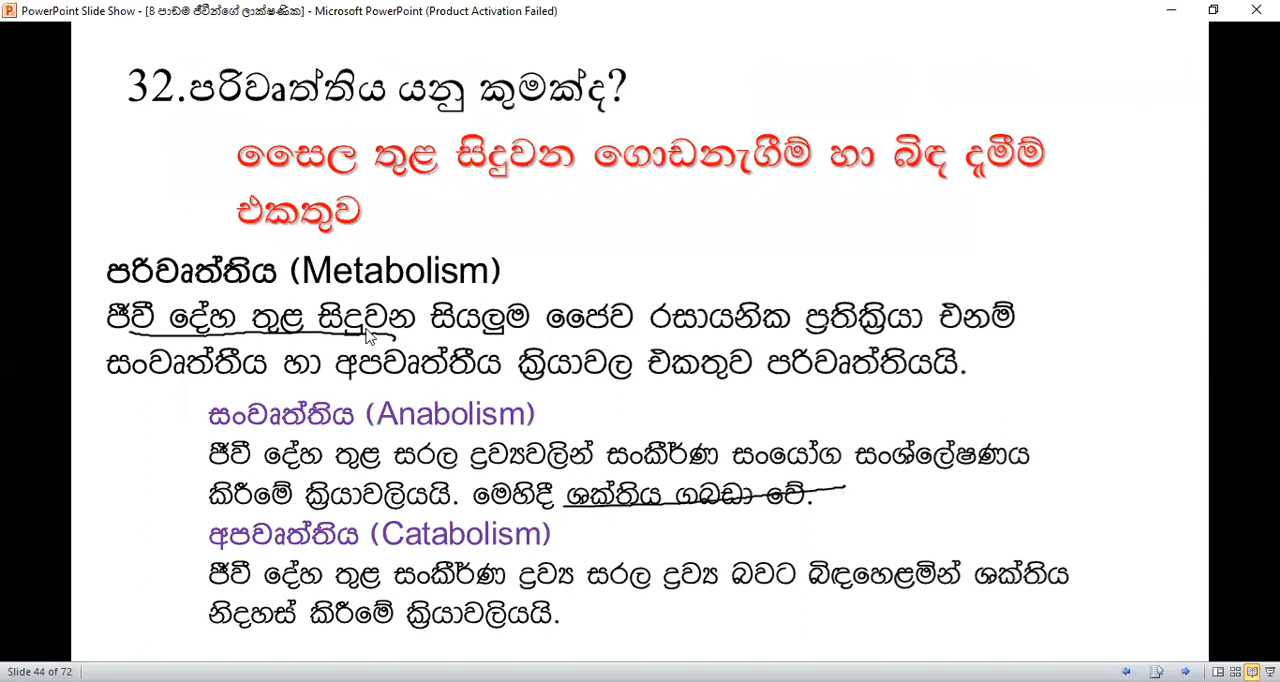 PowerPoint Slide Show - [8 පාඩම ජීවීන්ගේ ලාක්ෂණික] - Microsoft PowerPoint (Product Activation Failed)
32.පරිවෘත්තිය යනු කුමක්ද?
සෛල තුළ සිදුවන ගොඩනැගීම් හා බිඳ දැමීම්
එකතුව
පරිවෘත්තිය (Metabolism)
ජීවී දේහ තුළ සිදුවන සියලුම ජෛව රසායනික ප්‍රතික්‍රියා එනම්
සංවෘත්තීය හා අපවෘත්තීය ක්‍රියාවල එකතුව පරිවෘත්තියයි.
සංවෘත්තිය (Anabolism)
ජීවී දේහ තුළ සරල ද්‍රව්‍යවලින් සංකීර්ණ සංයෝග සංශ්ලේෂණය
කිරීමේ ක්‍රියාවලියයි. මෙහිදී ශක්තිය ගබඩා වේ.
අපවෘත්තිය (Catabolism)
ජීවී දේහ තුළ සංකීර්ණ ද්‍රව්‍ය සරල ද්‍රව්‍ය බවට බිඳහෙළමින් ශක්තිය
නිදහස් කිරීමේ ක්‍රියාවලියයි.
Slide 44 of 72